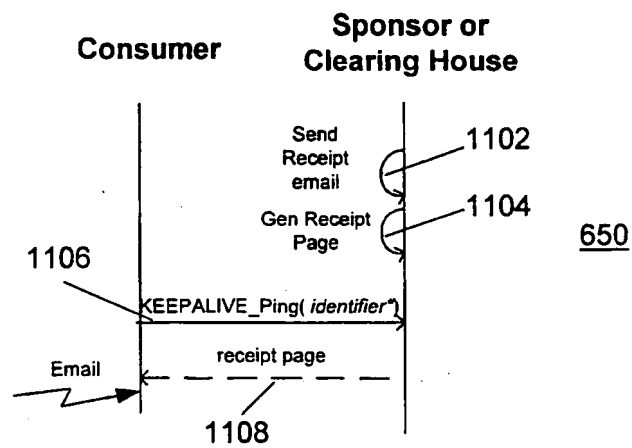 Consumer
Sponsor or
Clearing House
Send
Receipt
email
1102
Gen Receipt
Page
1104
650
1106
KEEPALIVE_Ping( identifier*)
receipt page
Email
1108